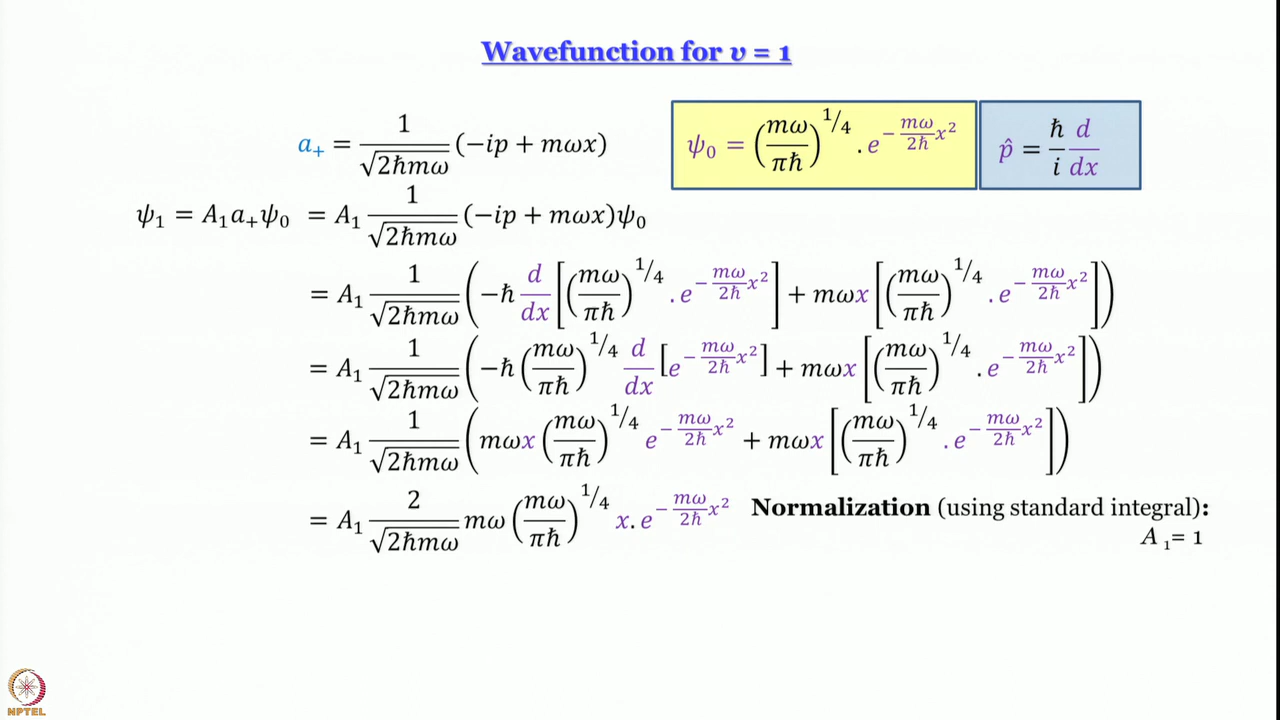 Wavefunction for v = 1
a₊ = 1/√(2ħmω) (−ip + mωx)
ψ₀ = (mω/πħ)^(1/4) . e^(−(mω/2ħ)x²)
p̂ = ħ/i d/dx
ψ₁ = A₁a₊ψ₀ = A₁ 1/√(2ħmω) (−ip + mωx)ψ₀
= A₁ 1/√(2ħmω) (−ħ d/dx [(mω/πħ)^(1/4) . e^(−(mω/2ħ)x²)] + mωx [(mω/πħ)^(1/4) . e^(−(mω/2ħ)x²)])
= A₁ 1/√(2ħmω) (−ħ (mω/πħ)^(1/4) d/dx [e^(−(mω/2ħ)x²)] + mωx [(mω/πħ)^(1/4) . e^(−(mω/2ħ)x²)])
= A₁ 1/√(2ħmω) (mωx (mω/πħ)^(1/4) e^(−(mω/2ħ)x²) + mωx [(mω/πħ)^(1/4) . e^(−(mω/2ħ)x²)])
= A₁ 2/√(2ħmω) mω (mω/πħ)^(1/4) x. e^(−(mω/2ħ)x²)
Normalization (using standard integral):
A ₁= 1
NPTEL